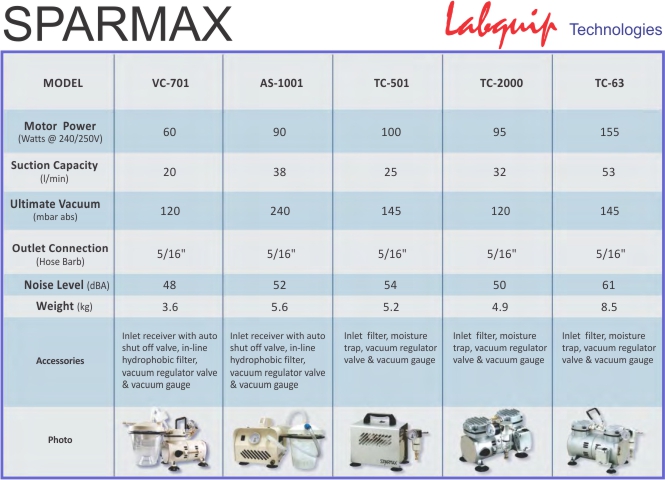 SPARMAX
Labquip Technologies
MODEL VC-701 AS-1001 TC-501 TC-2000 TC-63
Motor Power
(Watts @ 240/250V) 60 90 100 95 155
Suction Capacity
(l/min) 20 38 25 32 53
Ultimate Vacuum
(mbar abs) 120 240 145 120 145
Outlet Connection
(Hose Barb) 5/16" 5/16" 5/16" 5/16" 5/16"
Noise Level (dBA) 48 52 54 50 61
Weight (kg) 3.6 5.6 5.2 4.9 8.5
Accessories
Inlet receiver with auto
shut off valve, in-line
hydrophobic filter,
vacuum regulator valve
& vacuum gauge
Inlet receiver with auto
shut off valve, in-line
hydrophobic filter,
vacuum regulator valve
& vacuum gauge
Inlet filter, moisture
trap, vacuum regulator
valve & vacuum gauge
Inlet filter, moisture
trap, vacuum regulator
valve & vacuum gauge
Inlet filter, moisture
trap, vacuum regulator
valve & vacuum gauge
Photo
SPARMAX